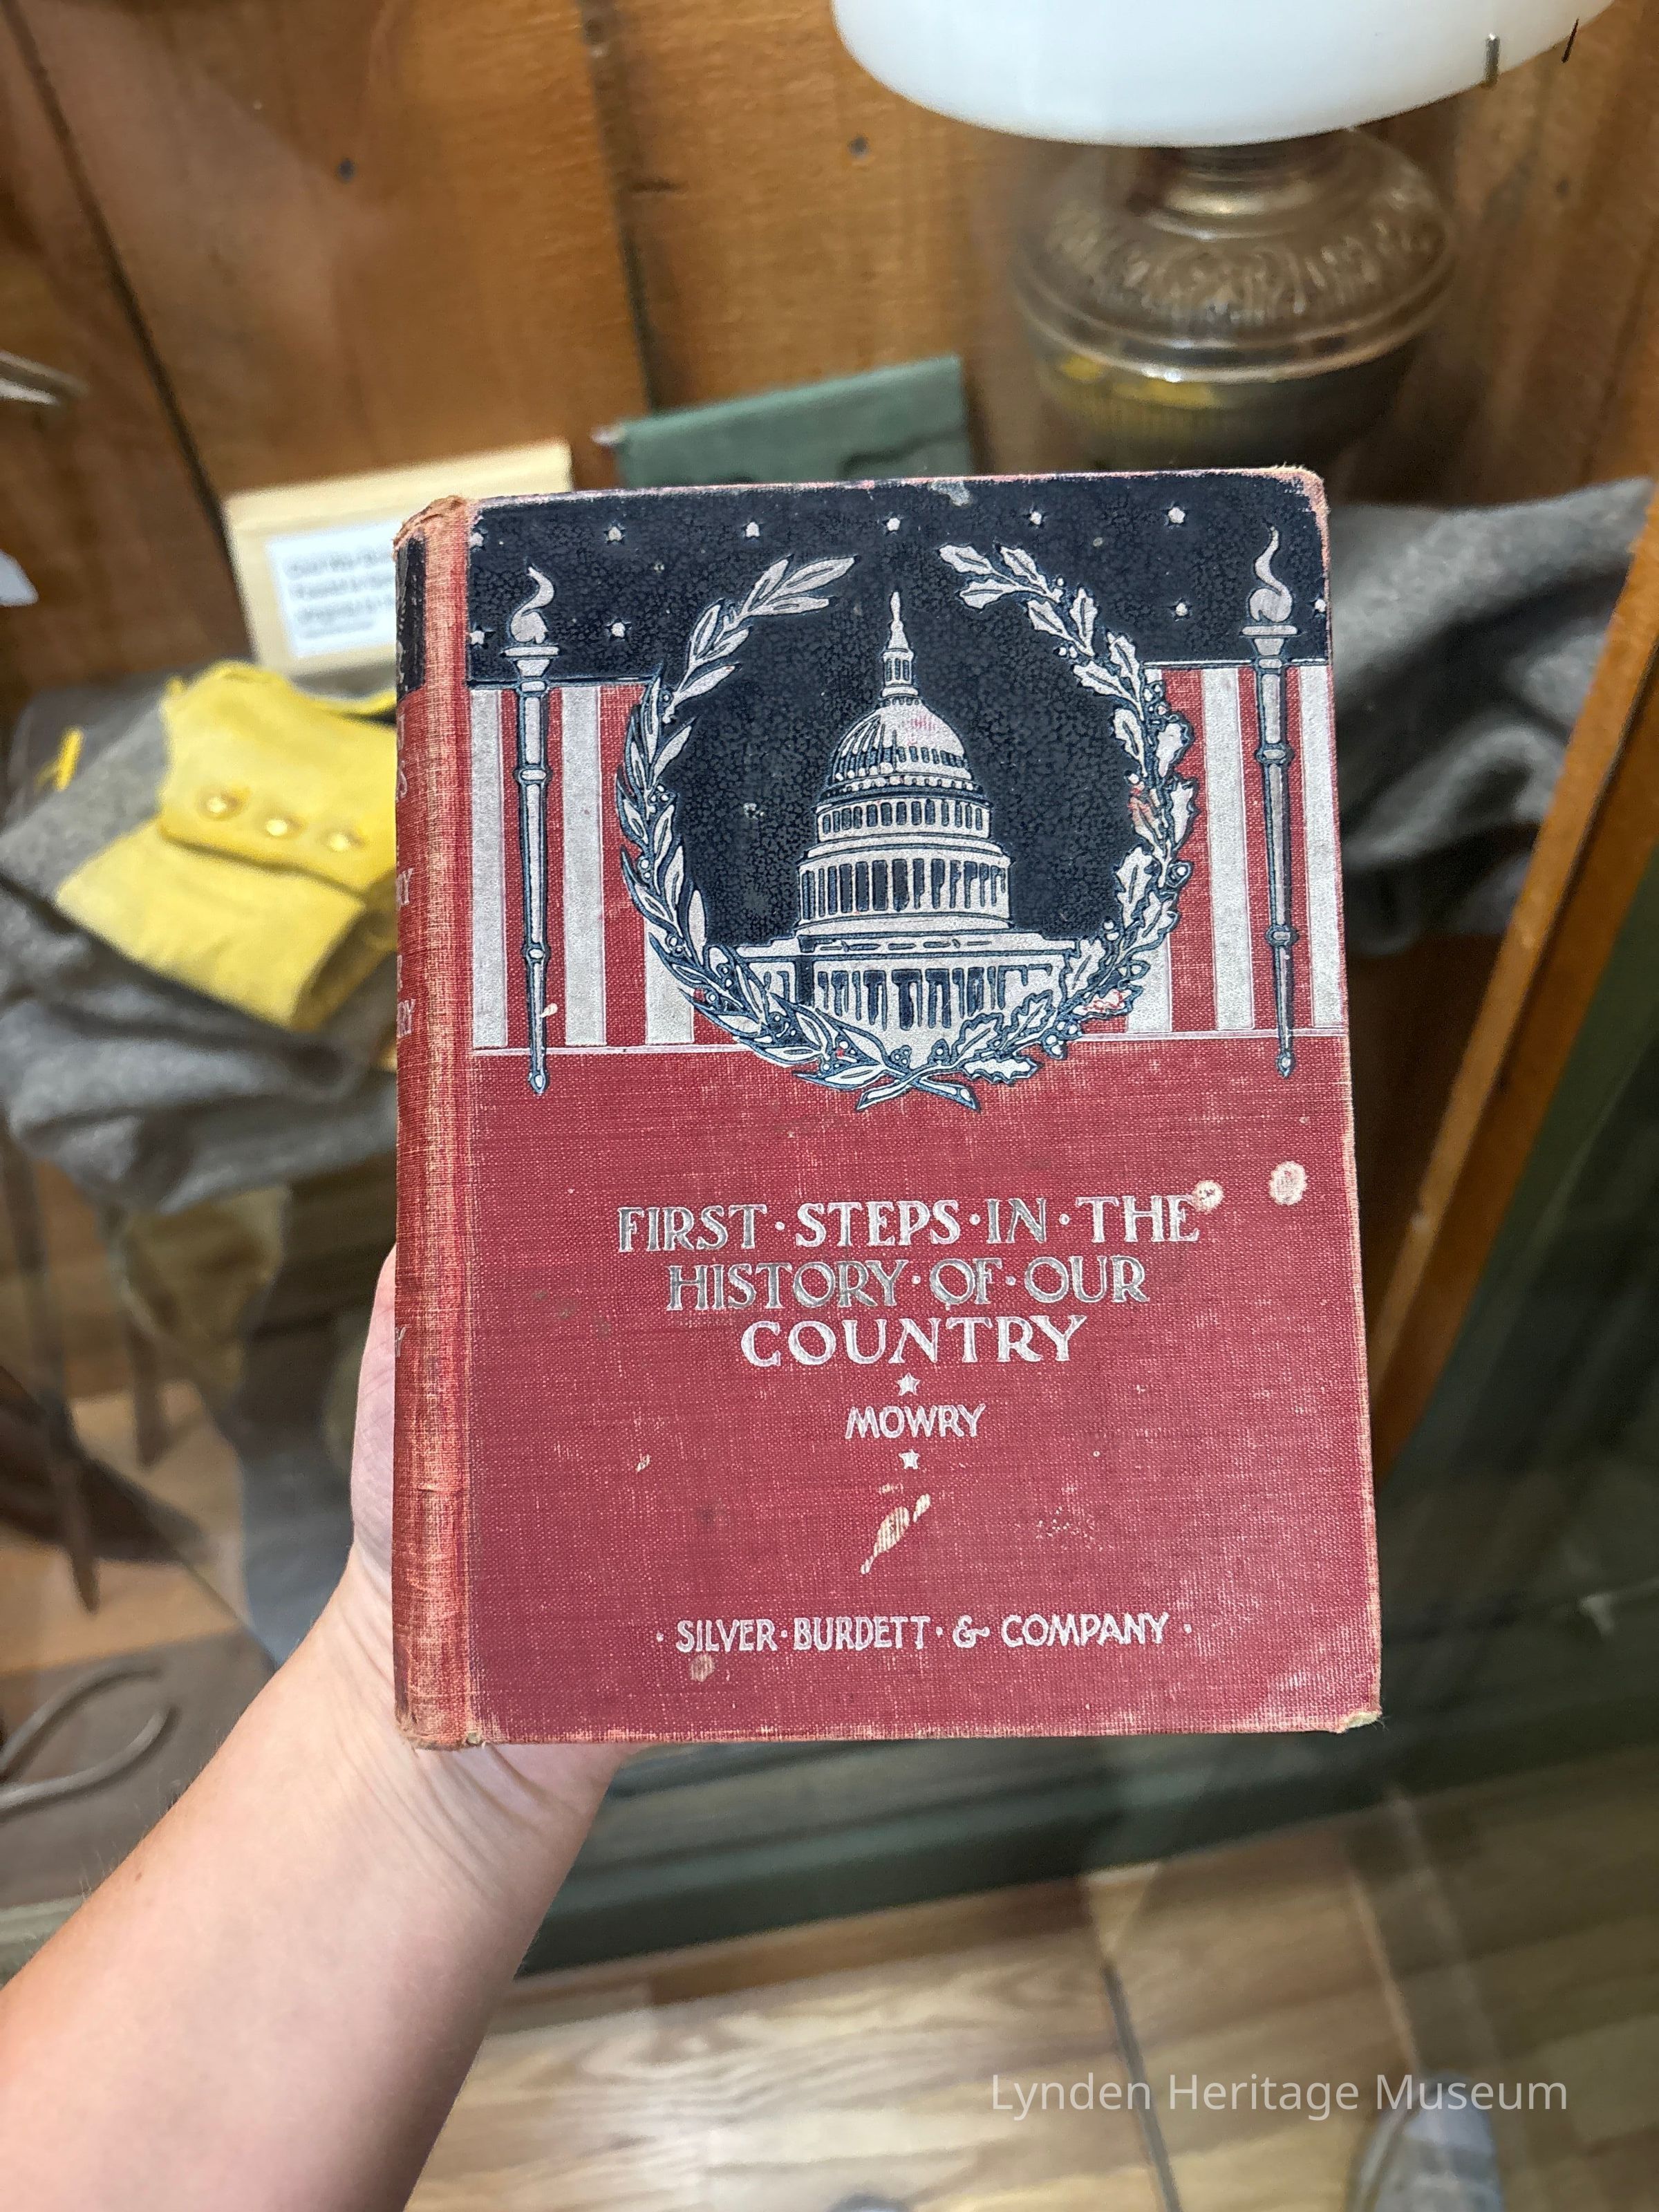 FIRST·STEPS·IN·THE
HISTORY·OF·OUR
COUNTRY
MOWRY
·SILVER·BURDETT·&·COMPANY·
Lynden Heritage Museum